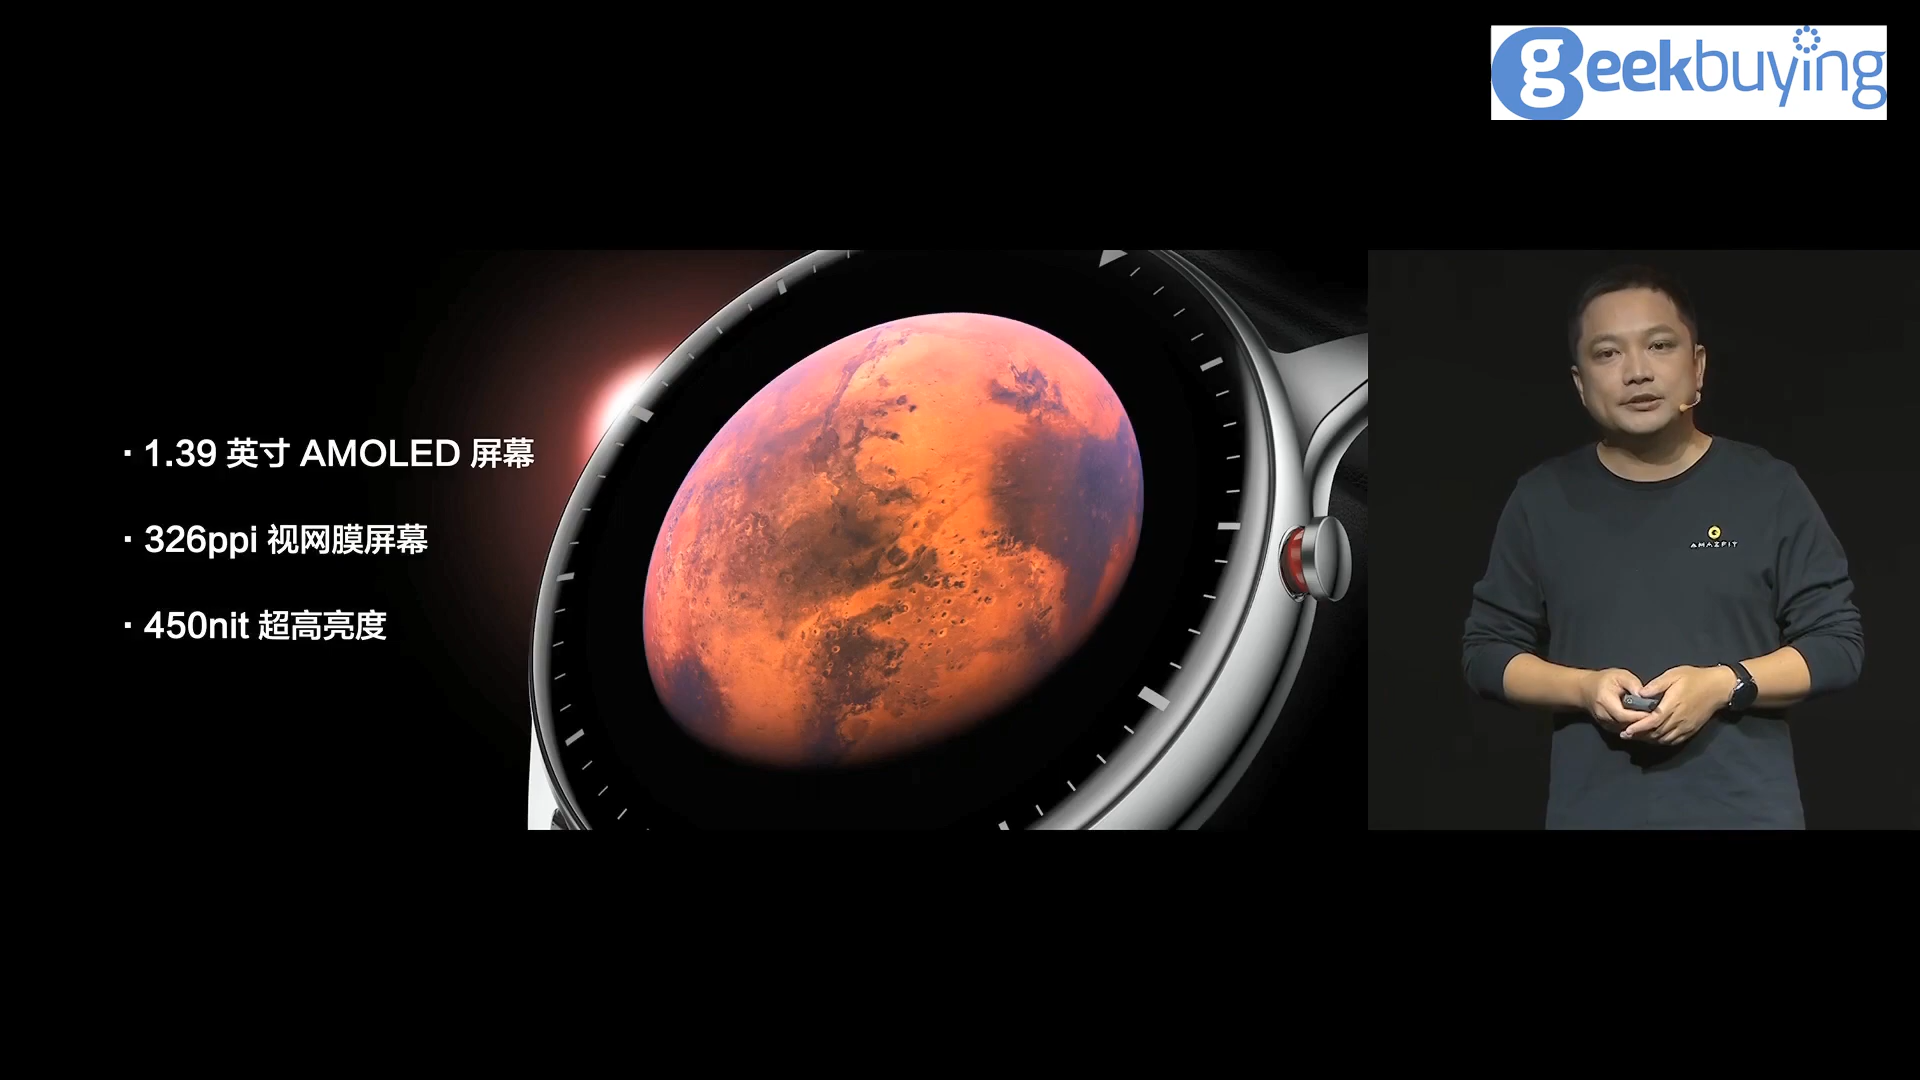 geekbuying
· 1.39 英寸 AMOLED 屏幕
· 326ppi 视网膜屏幕
· 450nit 超高亮度
AMAZFIT